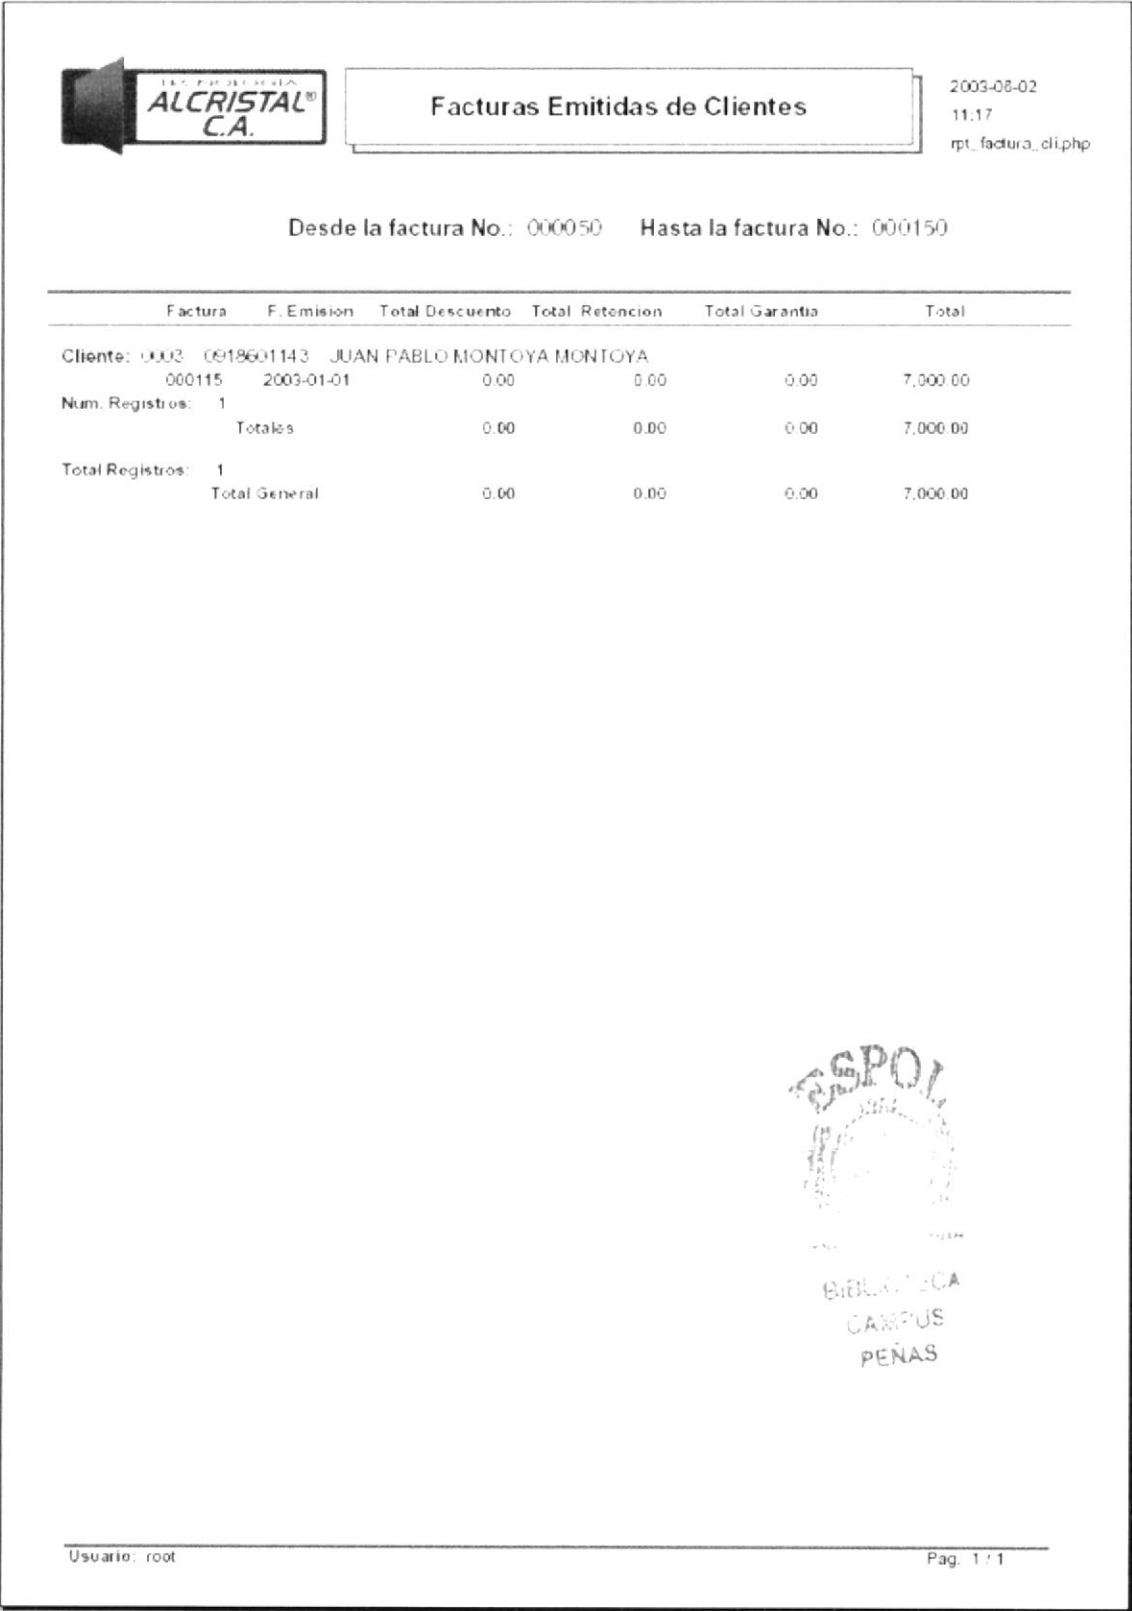 TECNOLOGÍA
ALCRISTAL®
C.A.
Facturas Emitidas de Clientes
2003-08-02
11:17
rpt_factura_cli.php
Desde la factura No.: 000050 Hasta la factura No.: 000150
Factura F. Emision Total Descuento Total Retencion Total Garantia Total
Cliente: 0003 0918601143 JUAN PABLO MONTOYA MONTOYA
000115 2003-01-01 0.00 0.00 0.00 7,000.00
Num. Registros: 1
Totales 0.00 0.00 0.00 7,000.00
Total Registros: 1
Total General 0.00 0.00 0.00 7,000.00
ESPOL
BIBLIOTECA
CAMPUS
PEÑAS
Usuario: root
Pag. 1 / 1